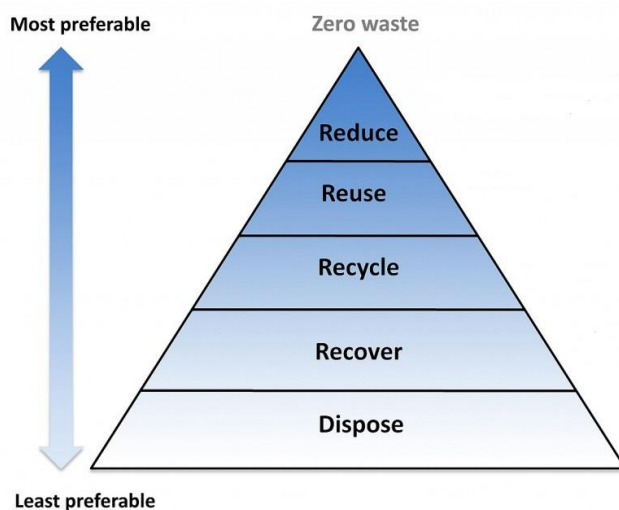 Most preferable
Zero waste
Reduce
Reuse
Recycle
Recover
Dispose
Least preferable